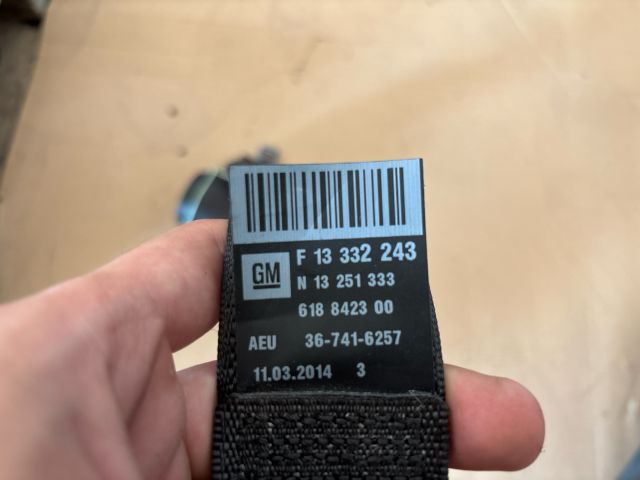 F 13 332 243
GM
N 13 251 333
618 8423 00
AEU 36-741-6257
11.03.2014 3